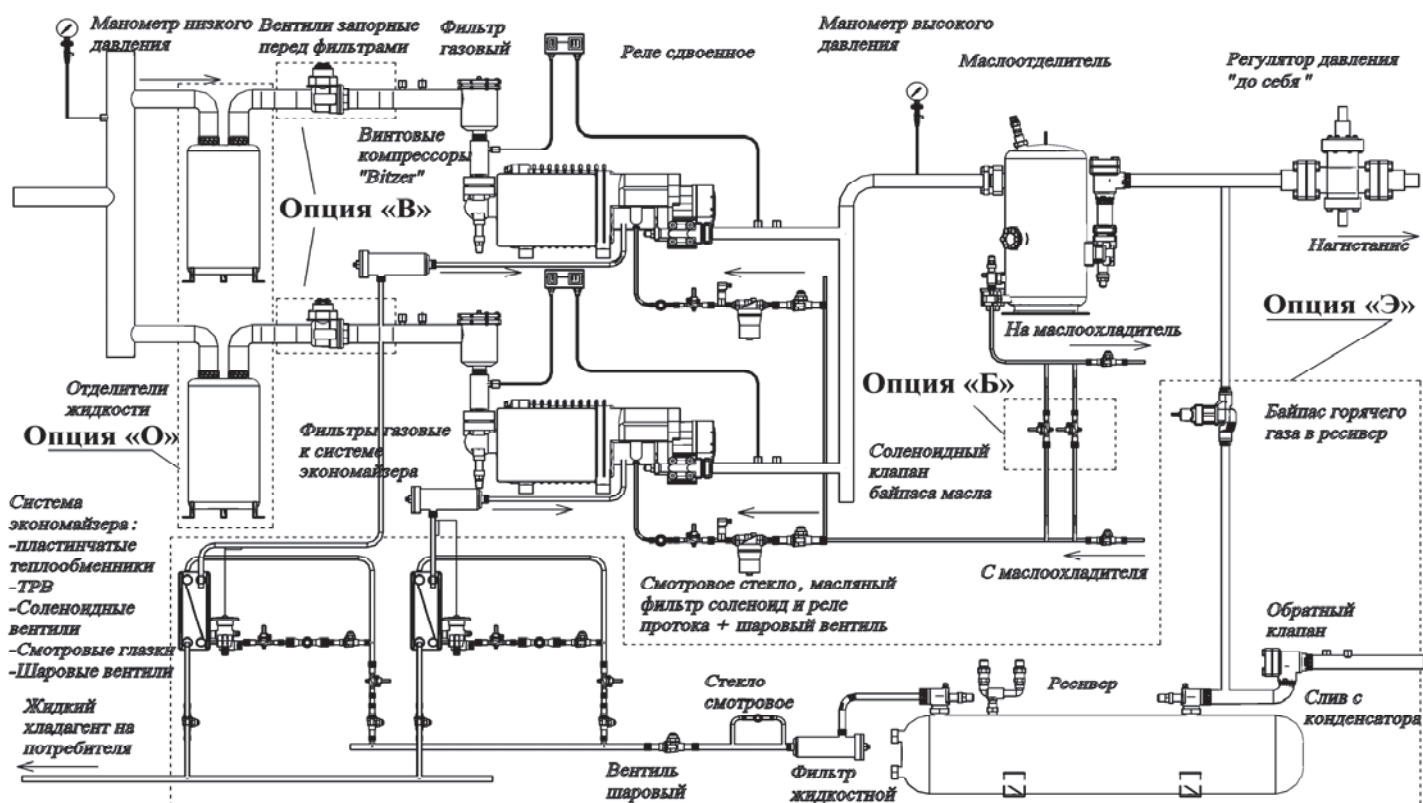 Манометр низкого
давления
Вентили запорные
перед фильтрами
Фильтр
газовый
Реле сдвоенное
Манометр высокого
давления
Маслоотделитель
Регулятор давления
"до себя "
Винтовые
компрессоры
"Bitzer"
Опция «В»
Нагнетание
Опция «Э»
На маслоохладитель
Опция «Б»
Отделители
жидкости
Опция «О»
Фильтры газовые
к системе
экономайзера
Соленоидный
клапан
байпаса масла
Байпас горячего
газа в ресивер
Система
экономайзера :
-пластинчатые
теплообменники
-ТРВ
-Соленоидные
вентили
-Смотровые глазки
-Шаровые вентили
С маслоохладителя
Смотровое стекло , масляный
фильтр соленоид и реле
протока + шаровый вентиль
Обратный
клапан
Жидкий
хладагент на
потребителя
Стекло
смотровое
Ресивер
Слив с
конденсатора
Вентиль
шаровый
Фильтр
жидкостной